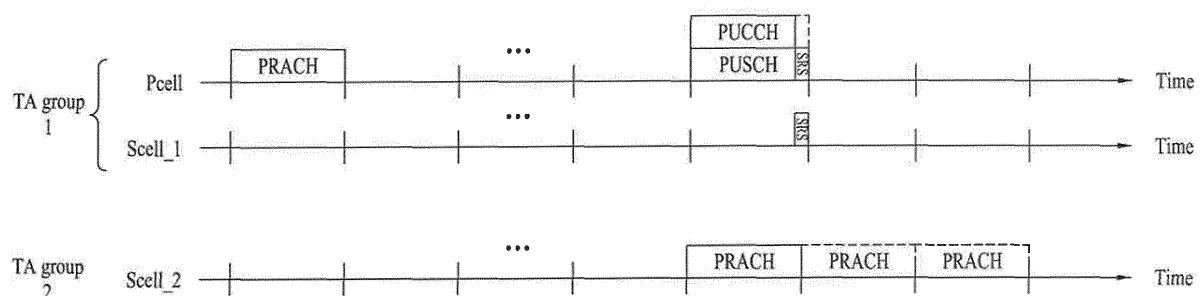 PUCCH
PRACH
...
PUSCH
SRS
Pcell
Time
TA group
1
...
SRS
Scell_1
Time
...
TA group
2
Scell_2
PRACH
PRACH
PRACH
Time